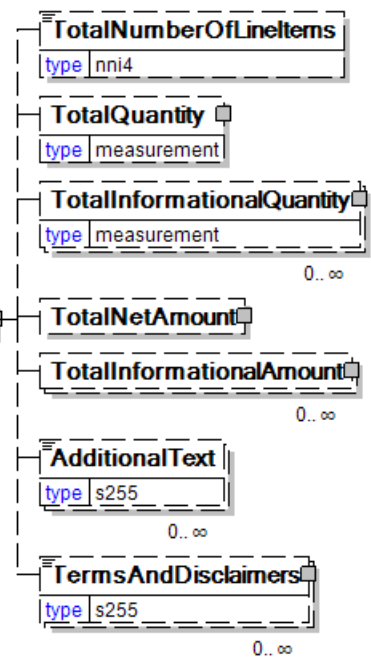 TotalNumberOfLineItems
type nni4
TotalQuantity
type measurement
TotalInformationalQuantity
type measurement
0.. ∞
TotalNetAmount
TotalInformationalAmount
0.. ∞
AdditionalText
type s255
0.. ∞
TermsAndDisclaimers
type s255
0.. ∞